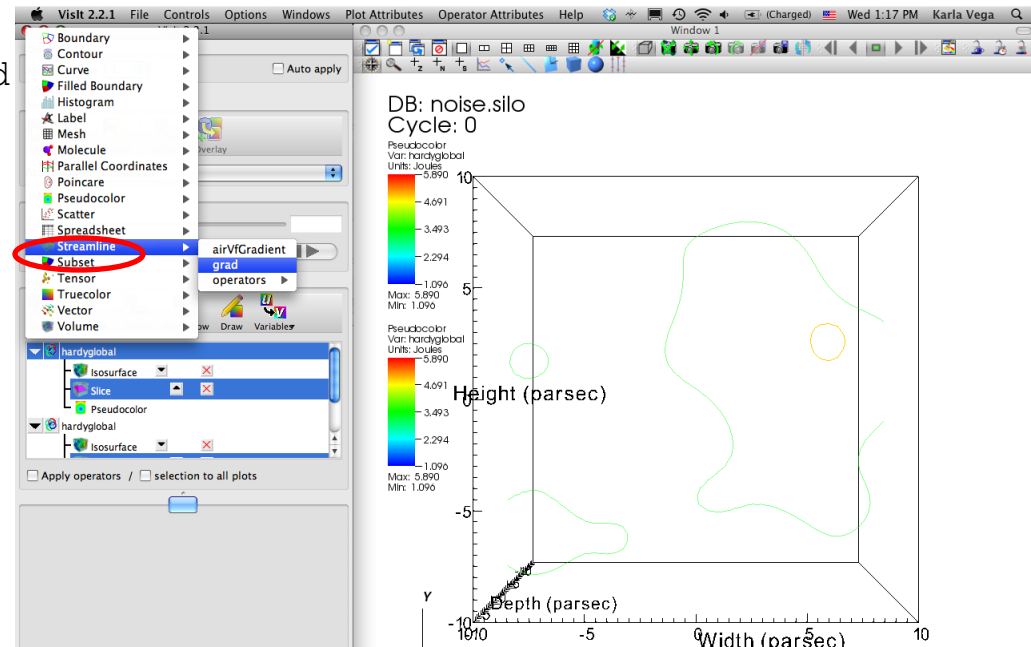 VisIt 2.2.1 File Controls Options Windows Plot Attributes Operator Attributes Help (Charged) Wed 1:17 PM Karla Vega
.1
Window 1
d
Boundary
Contour
Curve
Filled Boundary
Histogram
Label
Mesh
Molecule
Parallel Coordinates
Poincare
Pseudocolor
Scatter
Spreadsheet
Streamline
Subset
Tensor
Truecolor
Vector
Volume
airVfGradient
grad
operators
Auto apply
Overlay
Draw Variables
hardyglobal
Isosurface
Slice
Pseudocolor
hardyglobal
Isosurface
Apply operators / selection to all plots
DB: noise.silo
Cycle: 0
Pseudocolor
Var: hardyglobal
Units: Joules
5.890
4.691
3.493
2.294
1.096
Max: 5.890
Min: 1.096
Pseudocolor
Var: hardyglobal
Units: Joules
5.890
4.691
3.493
2.294
1.096
Max: 5.890
Min: 1.096
10
5
Height (parsec)
-5
-10
Depth (parsec)
Y
-5
0
5
10
Width (parsec)